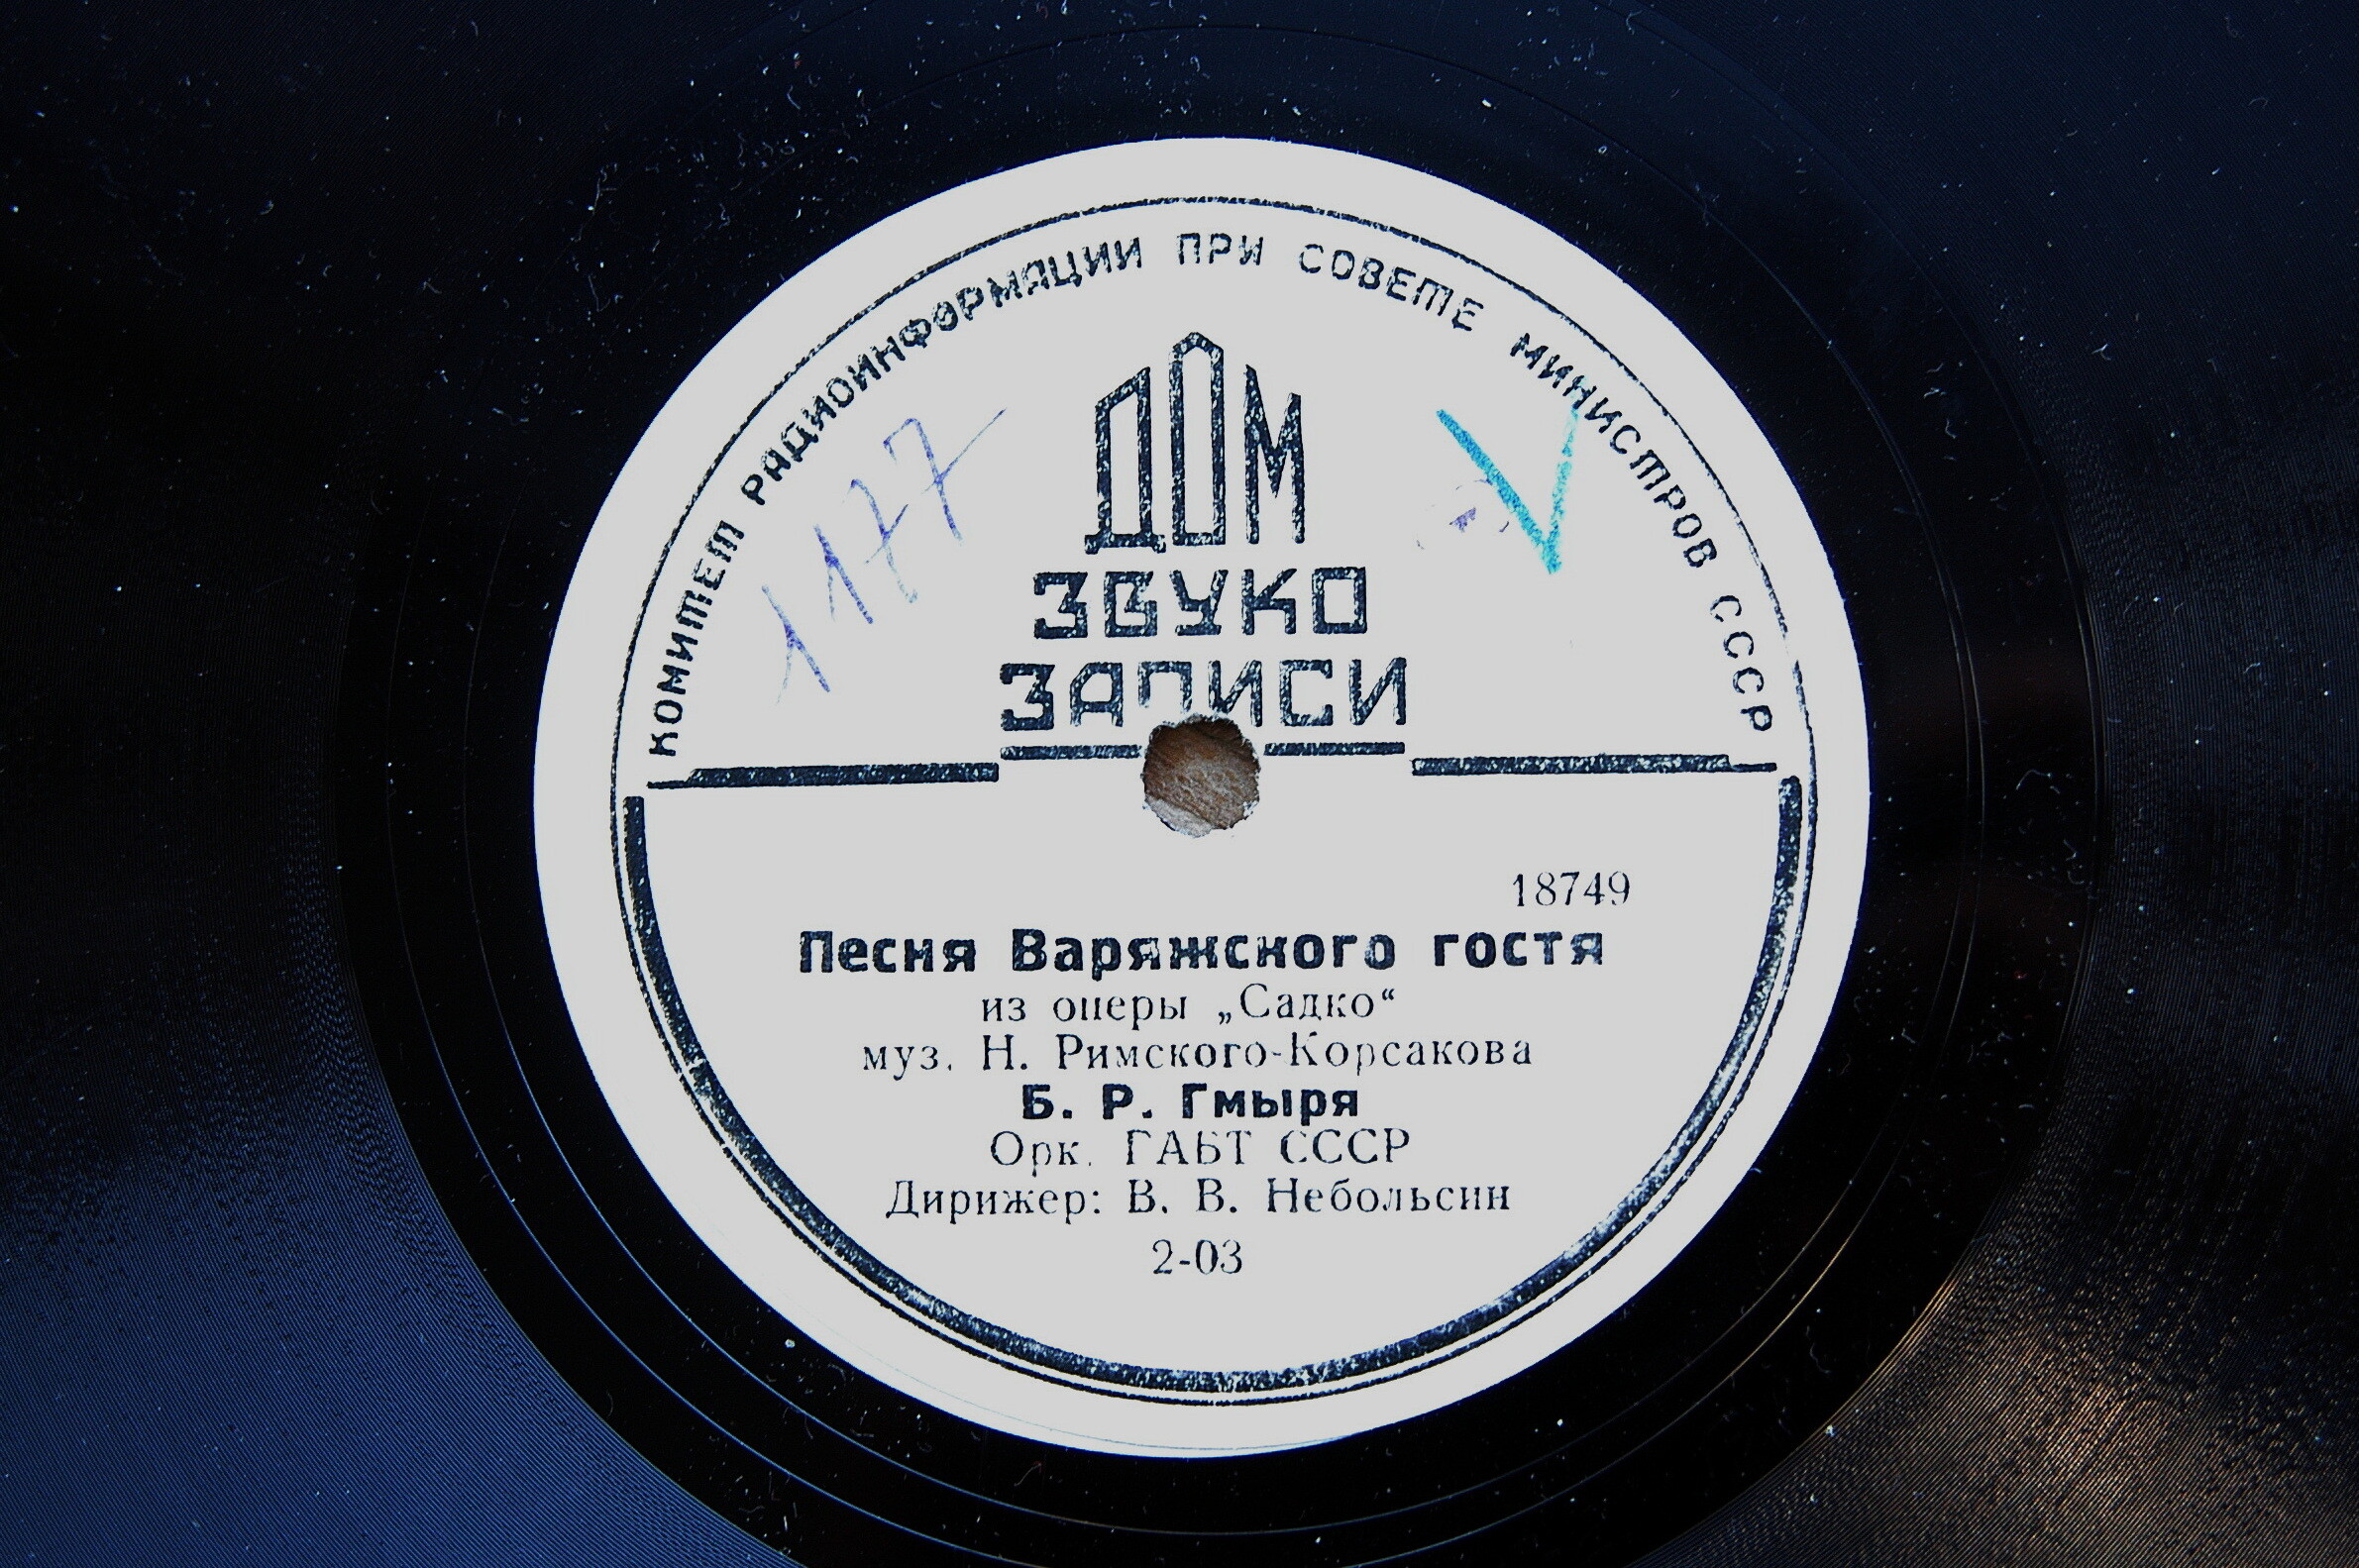 КОМИТЕТ РАДИОИНФОРМАЦИИ ПРИ СОВЕТЕ МИНИСТРОВ СССР
ДОМ
ЗВУКО
ЗАПИСИ
1177
V
18749
Песня Варяжского гостя
из оперы „Садко“
муз. Н. Римского-Корсакова
Б. Р. Гмыря
Орк. ГАБТ СССР
Дирижер: В. В. Небольсин
2-03